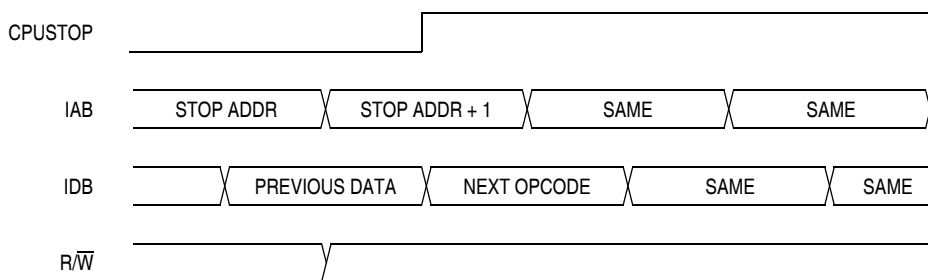 CPUSTOP
IAB STOP ADDR STOP ADDR + 1 SAME SAME
IDB PREVIOUS DATA NEXT OPCODE SAME SAME
R/W̅